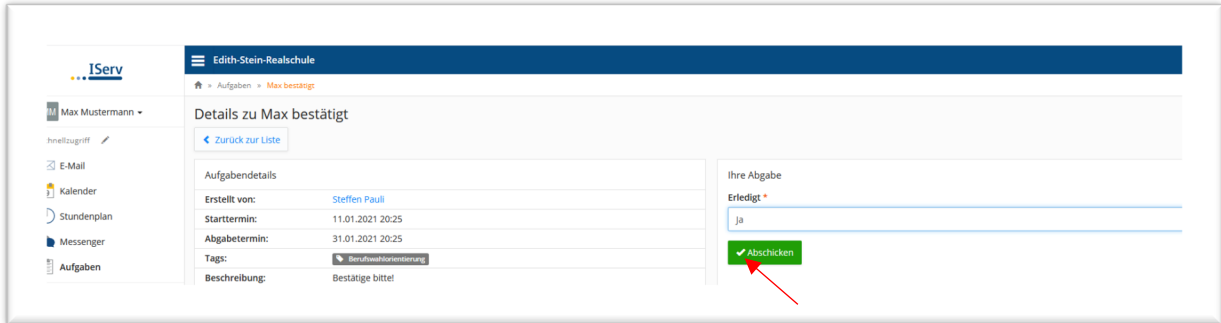 IServ
Edith-Stein-Realschule
Aufgaben » Max bestätigt
Max Mustermann
Details zu Max bestätigt
hnellzugriff
Zurück zur Liste
E-Mail
Kalender
Stundenplan
Messenger
Aufgaben
Aufgabendetails
Erstellt von: Steffen Pauli
Starttermin: 11.01.2021 20:25
Abgabetermin: 31.01.2021 20:25
Tags: Berufswahlorientierung
Beschreibung: Bestätige bitte!
Ihre Abgabe
Erledigt *
Ja
Abschicken